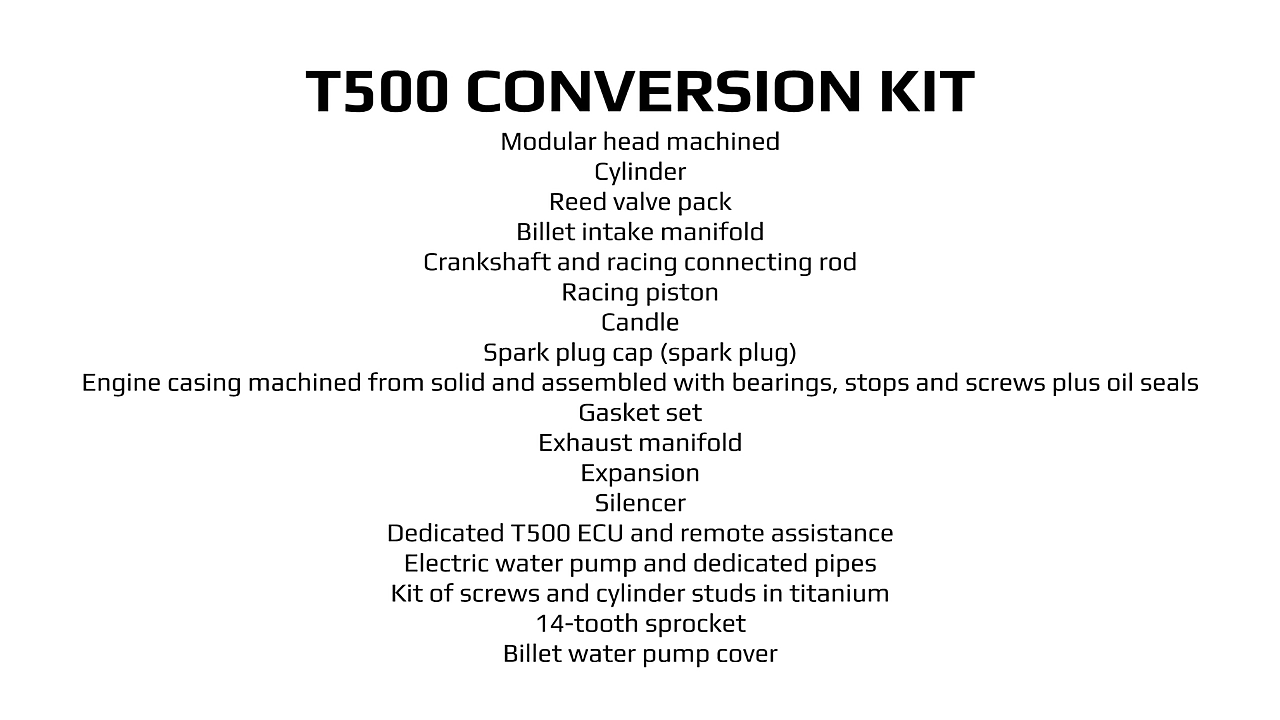 T500 CONVERSION KIT
Modular head machined
Cylinder
Reed valve pack
Billet intake manifold
Crankshaft and racing connecting rod
Racing piston
Candle
Spark plug cap (spark plug)
Engine casing machined from solid and assembled with bearings, stops and screws plus oil seals
Gasket set
Exhaust manifold
Expansion
Silencer
Dedicated T500 ECU and remote assistance
Electric water pump and dedicated pipes
Kit of screws and cylinder studs in titanium
14-tooth sprocket
Billet water pump cover